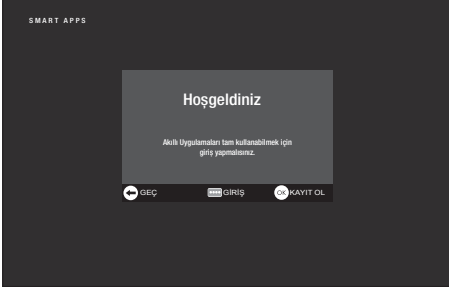 SMART APPS
Hoşgeldiniz
Akıllı Uygulamaları tam kullanabilmek için
giriş yapmalısınız.
GEÇ GİRİŞ OK KAYIT OL